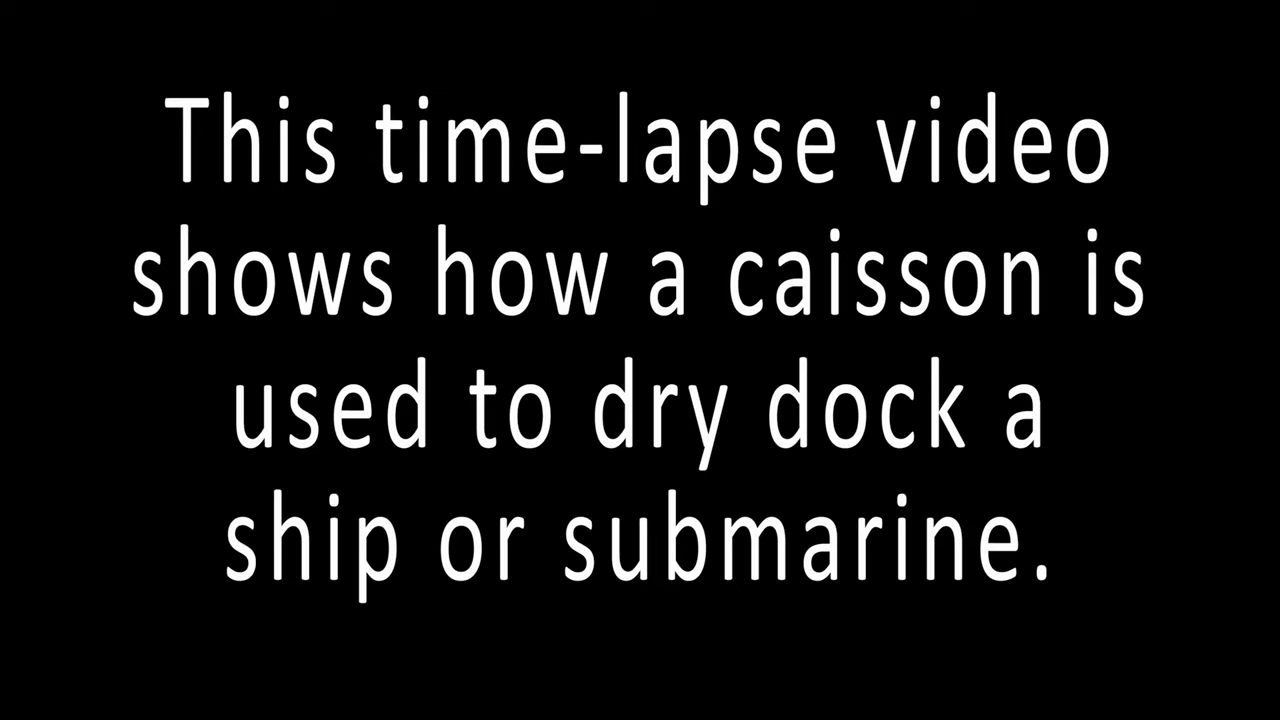 This time-lapse video
shows how a caisson is
used to dry dock a
ship or submarine.